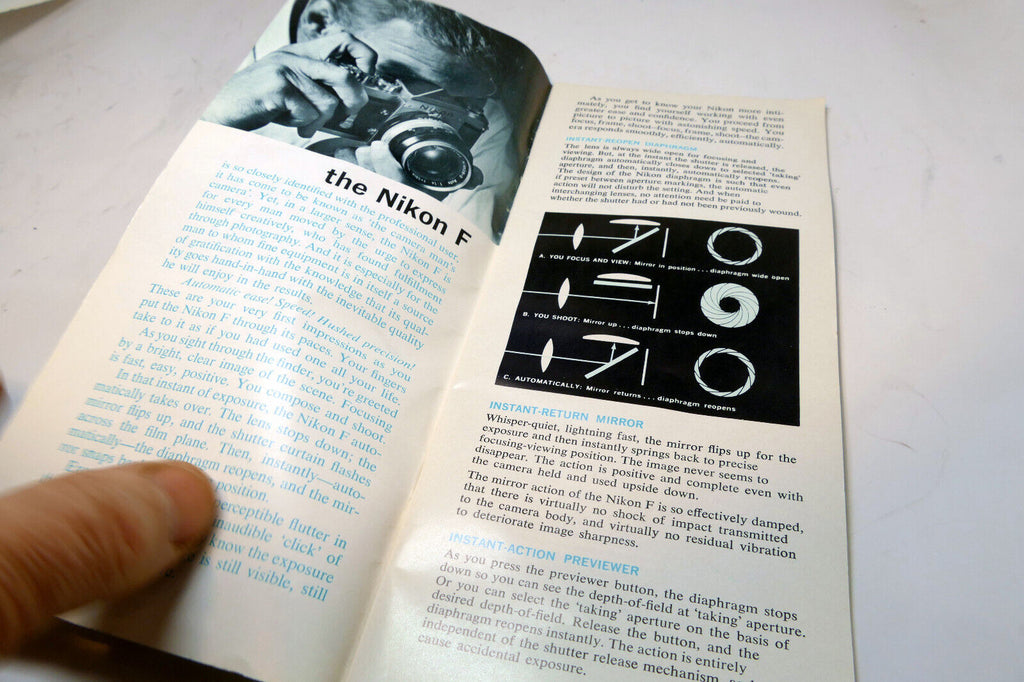 NIKON
the Nikon F
is so closely identified with the professional user,
it has come to be known as 'the camera man's
camera'. Yet, in a larger sense, the Nikon F is
for every man moved by the urge to express
himself creatively, who has found fulfillment
through photography. And it is especially for the
man to whom fine equipment is in itself a source
of gratification with the knowledge that its qual-
ity goes hand-in-hand with the inevitable quality
he will enjoy in the results.
Automatic ease! Speed! Hushed precision!
These are your very first impressions as you
put the Nikon F through its paces. Your fingers
take to it as if you had used one all your life.
As you sight through the finder, you're greeted
by a bright, clear image of the scene. Focusing
is fast, easy, positive. You compose and shoot.
In that instant of exposure, the Nikon F auto-
matically takes over. The lens stops down; the
mirror flips up, and the shutter curtain flashes
across the film plane. Then, instantly—auto-
matically—the diaphragm reopens, and the mir-
ror snaps
position.
perceptible flutter in
inaudible 'click' of
know the exposure
is still visible, still
As you get to know your Nikon more inti-
mately, you find yourself working with even
greater ease and confidence. You proceed from
picture to picture with astonishing speed. You
focus, frame, shoot–focus, frame, shoot–the cam-
era responds smoothly, efficiently, automatically.
INSTANT-REOPEN DIAPHRAGM
The lens is always wide open for focusing and
viewing. But, at the instant the shutter is released, the
diaphragm automatically closes down to selected 'taking'
aperture, and then, instantly, automatically reopens.
The design of the Nikon diaphragm is such that even
if preset between aperture markings, the automatic
action will not disturb the setting. And when
interchanging lenses, no attention need be paid to
whether the shutter had or had not been previously wound.
A. YOU FOCUS AND VIEW: Mirror in position . . . diaphragm wide open
B. YOU SHOOT: Mirror up . . . diaphragm stops down
C. AUTOMATICALLY: Mirror returns . . . diaphragm reopens
INSTANT-RETURN MIRROR
Whisper-quiet, lightning fast, the mirror flips up for the
exposure and then instantly springs back to precise
focusing-viewing position. The image never seems to
disappear. The action is positive and complete even with
the camera held and used upside down.
The mirror action of the Nikon F is so effectively damped,
that there is virtually no shock of impact transmitted
to the camera body, and virtually no residual vibration
to deteriorate image sharpness.
INSTANT-ACTION PREVIEWER
As you press the previewer button, the diaphragm stops
down so you can see the depth-of-field at 'taking' aperture.
Or you can select the 'taking' aperture on the basis of
desired depth-of-field. Release the button, and the
diaphragm reopens instantly. The action is entirely
independent of the shutter release mechanism, so
cause accidental exposure.